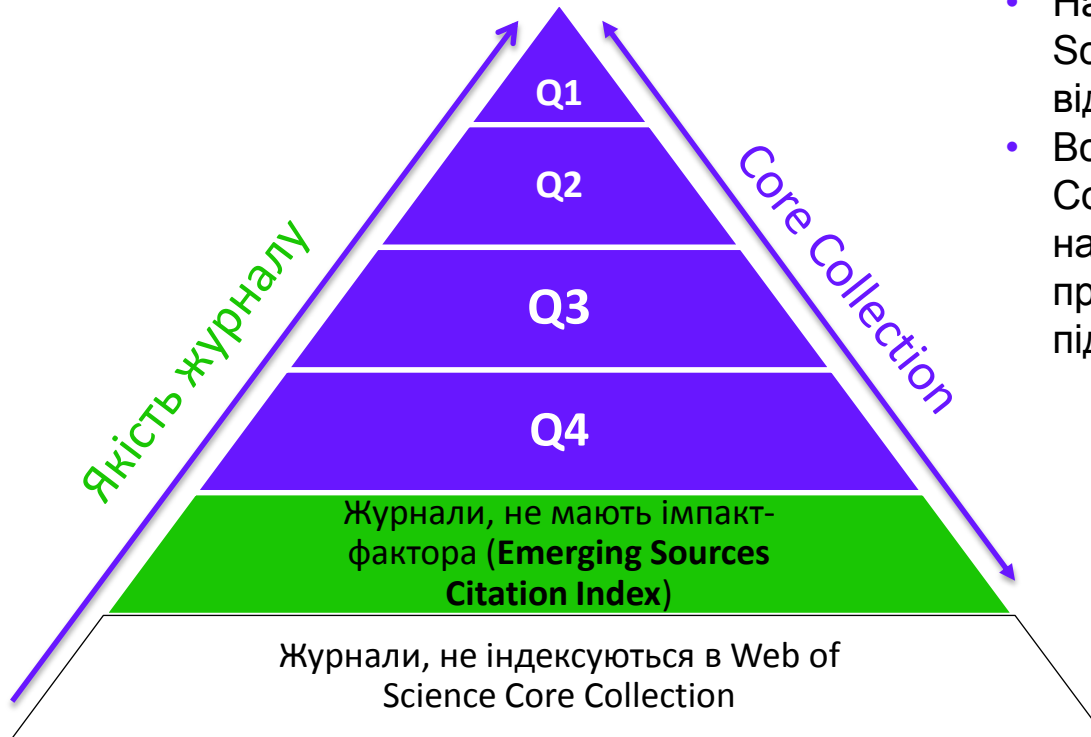 Q1
Q2
Q3
Q4
Журнали, не мають імпакт-
фактора (Emerging Sources
Citation Index)
Журнали, не індексуються в Web of
Science Core Collection
Якість журналу
Core Collection